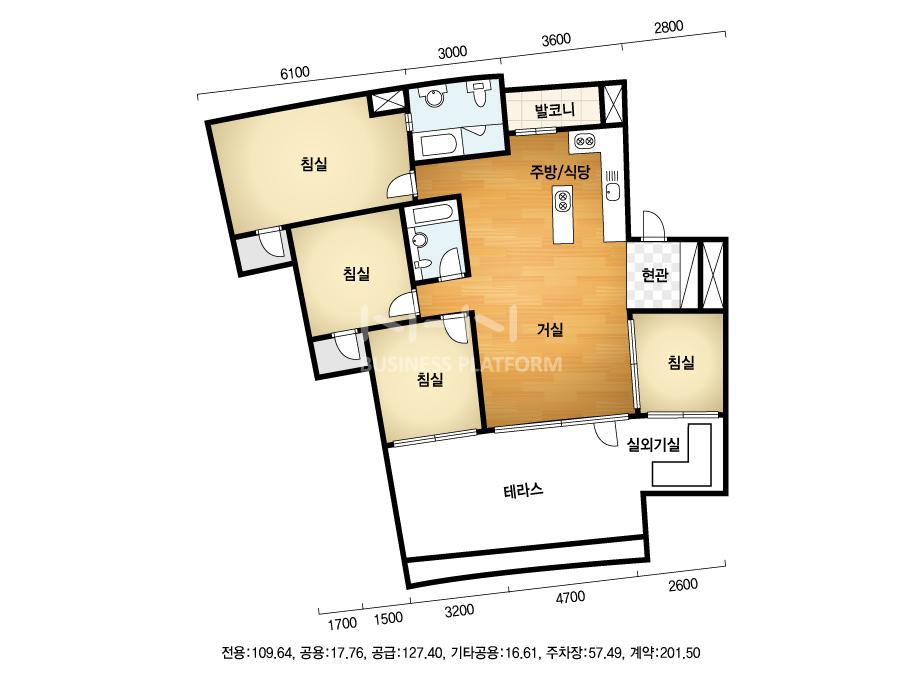 2800
3600
3000
6100
발코니
침실
주방/식당
침실
현관
거실
BUSINESS PLATFORM
침실
침실
실외기실
테라스
2600
4700
3200
1500
1700
전용:109.64, 공용:17.76, 공급:127.40, 기타공용:16.61, 주차장:57.49, 계약:201.50